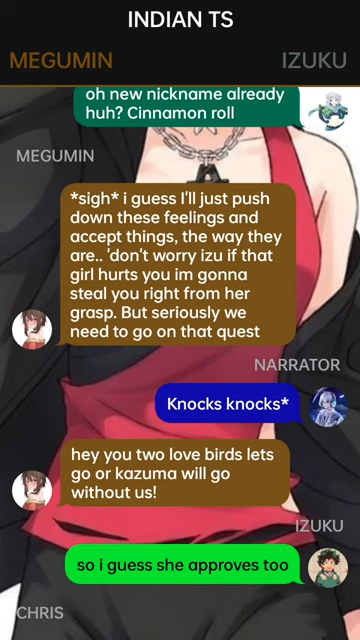 INDIAN TS
MEGUMIN
IZUKU
oh new nickname already
huh? Cinnamon roll
MEGUMIN
*sigh* i guess I'll just push
down these feelings and
accept things, the way they
are.. 'don't worry izu if that
girl hurts you im gonna
steal you right from her
grasp. But seriously we
need to go on that quest
NARRATOR
Knocks knocks*
hey you two love birds lets
go or kazuma will go
without us!
IZUKU
so i guess she approves too
CHRIS